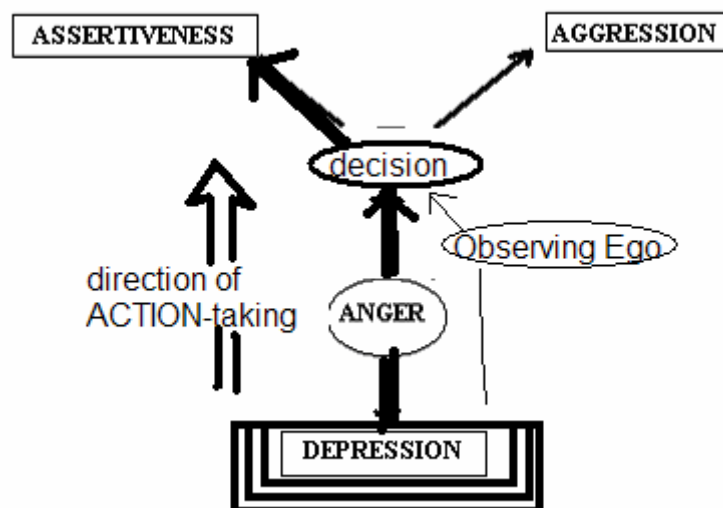 ASSERTIVENESS
AGGRESSION
decision
Observing Ego
direction of
ACTION-taking
ANGER
DEPRESSION